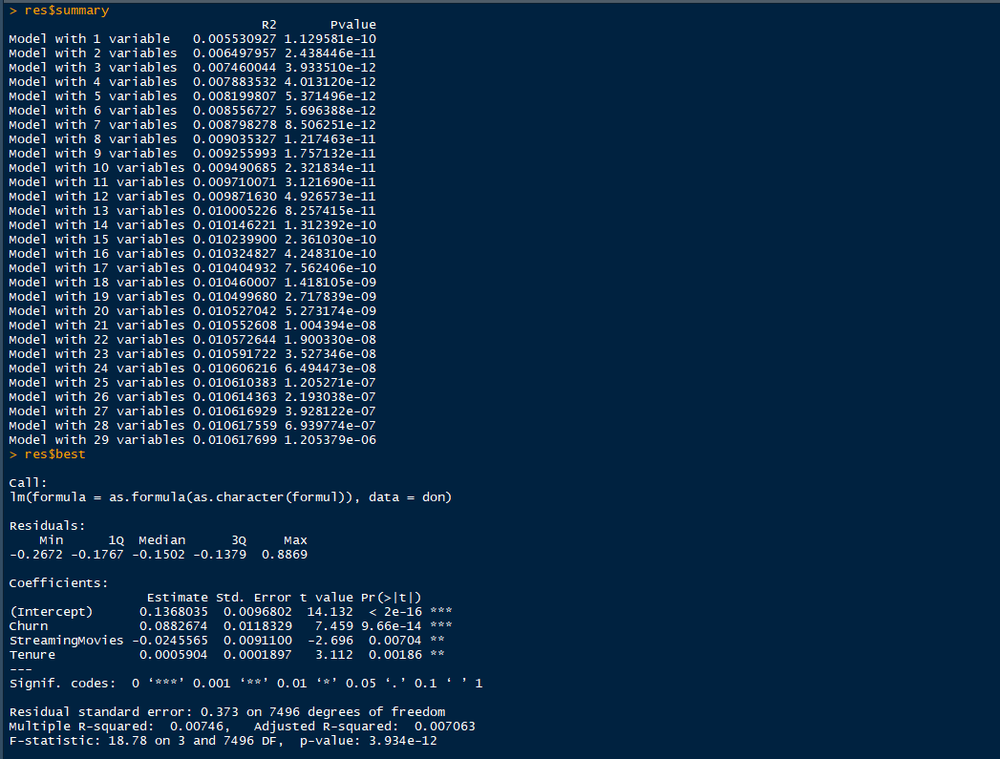 > res$summary
                                 R2       Pvalue
Model with 1 variable   0.005530927 1.129581e-10
Model with 2 variables  0.006497957 2.438446e-11
Model with 3 variables  0.007460044 3.933510e-12
Model with 4 variables  0.007883532 4.013120e-12
Model with 5 variables  0.008199807 5.371496e-12
Model with 6 variables  0.008556727 5.696388e-12
Model with 7 variables  0.008798278 8.506251e-12
Model with 8 variables  0.009035327 1.217463e-11
Model with 9 variables  0.009255993 1.757132e-11
Model with 10 variables 0.009490685 2.321834e-11
Model with 11 variables 0.009710071 3.121690e-11
Model with 12 variables 0.009871630 4.926573e-11
Model with 13 variables 0.010005226 8.257415e-11
Model with 14 variables 0.010146221 1.312392e-10
Model with 15 variables 0.010239900 2.361030e-10
Model with 16 variables 0.010324827 4.248310e-10
Model with 17 variables 0.010404932 7.562406e-10
Model with 18 variables 0.010460007 1.418105e-09
Model with 19 variables 0.010499680 2.717839e-09
Model with 20 variables 0.010527042 5.273174e-09
Model with 21 variables 0.010552608 1.004394e-08
Model with 22 variables 0.010572644 1.900330e-08
Model with 23 variables 0.010591722 3.527346e-08
Model with 24 variables 0.010606216 6.494473e-08
Model with 25 variables 0.010610383 1.205271e-07
Model with 26 variables 0.010614363 2.193038e-07
Model with 27 variables 0.010616929 3.928122e-07
Model with 28 variables 0.010617559 6.939774e-07
Model with 29 variables 0.010617699 1.205379e-06
> res$best
Call:
lm(formula = as.formula(as.character(formul)), data = don)
Residuals:
    Min      1Q  Median      3Q     Max
-0.2672 -0.1767 -0.1502 -0.1379  0.8869
Coefficients:
                  Estimate Std. Error t value Pr(>|t|)
(Intercept)      0.1368035  0.0096802  14.132  < 2e-16 ***
Churn            0.0882674  0.0118329   7.459 9.66e-14 ***
StreamingMovies -0.0245565  0.0091100  -2.696  0.00704 **
Tenure           0.0005904  0.0001897   3.112  0.00186 **
---
Signif. codes:  0 ‘***’ 0.001 ‘**’ 0.01 ‘*’ 0.05 ‘.’ 0.1 ‘ ’ 1
Residual standard error: 0.373 on 7496 degrees of freedom
Multiple R-squared:  0.00746,	Adjusted R-squared:  0.007063
F-statistic: 18.78 on 3 and 7496 DF,  p-value: 3.934e-12